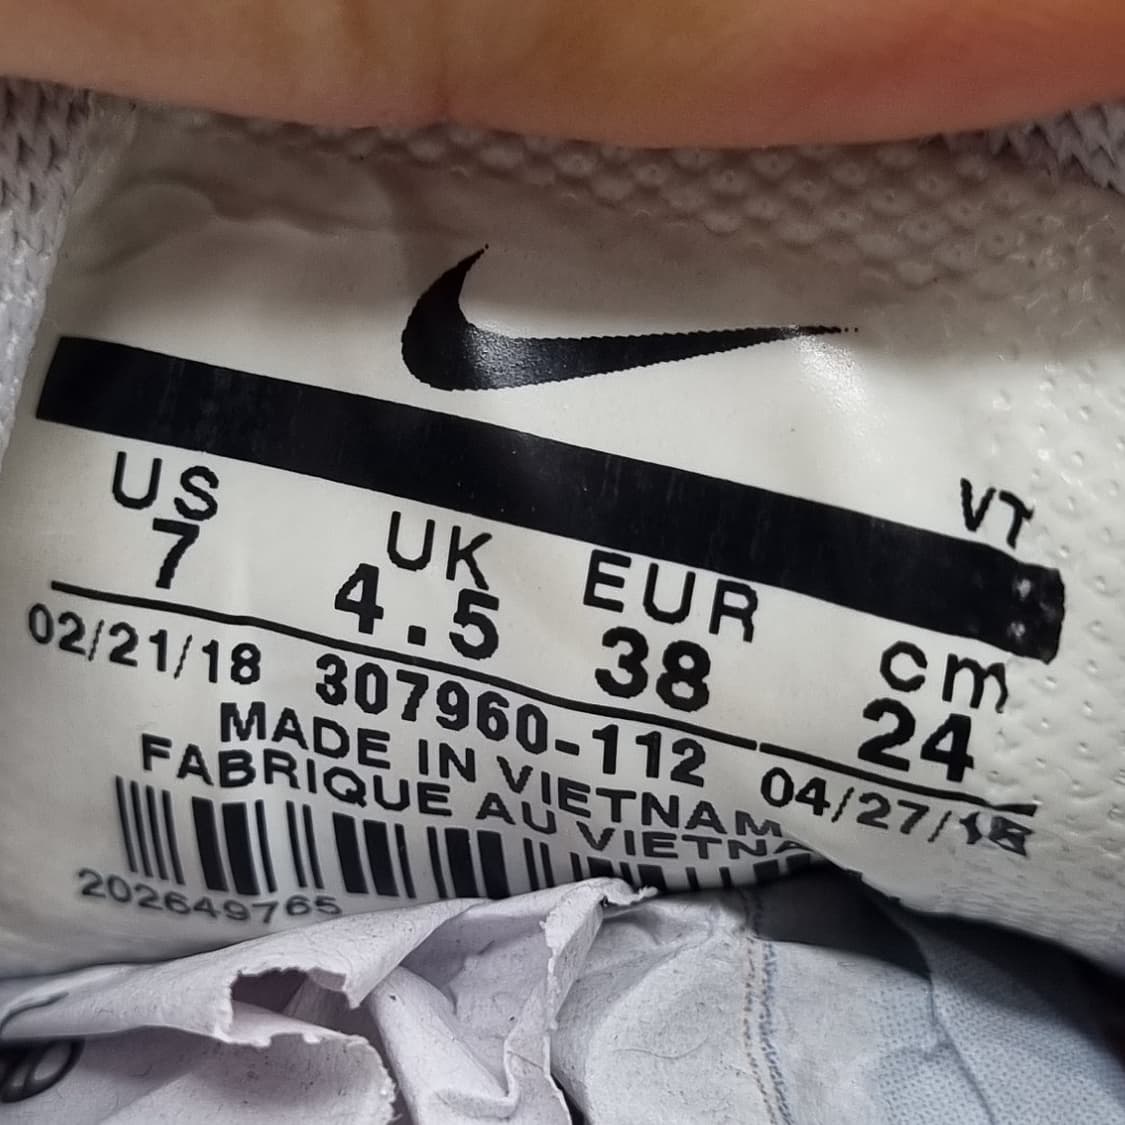 VT
US UK EUR cm
7 4.5 38 24
02/21/18 307960-112 04/27/18
MADE IN VIETNAM
FABRIQUE AU
202649765